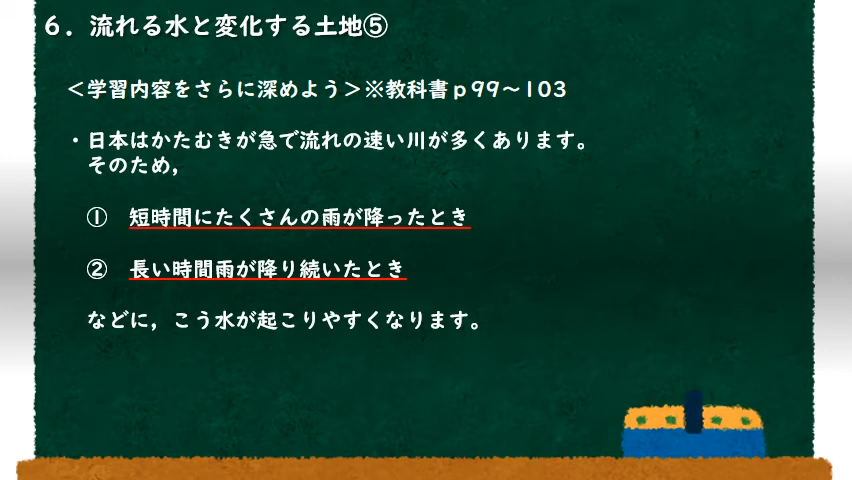 6．流れる水と変化する土地⑤
＜学習内容をさらに深めよう＞※教科書ｐ99～103
・日本はかたむきが急で流れの速い川が多くあります。
そのため，
①　短時間にたくさんの雨が降ったとき
②　長い時間雨が降り続いたとき
などに，こう水が起こりやすくなります。